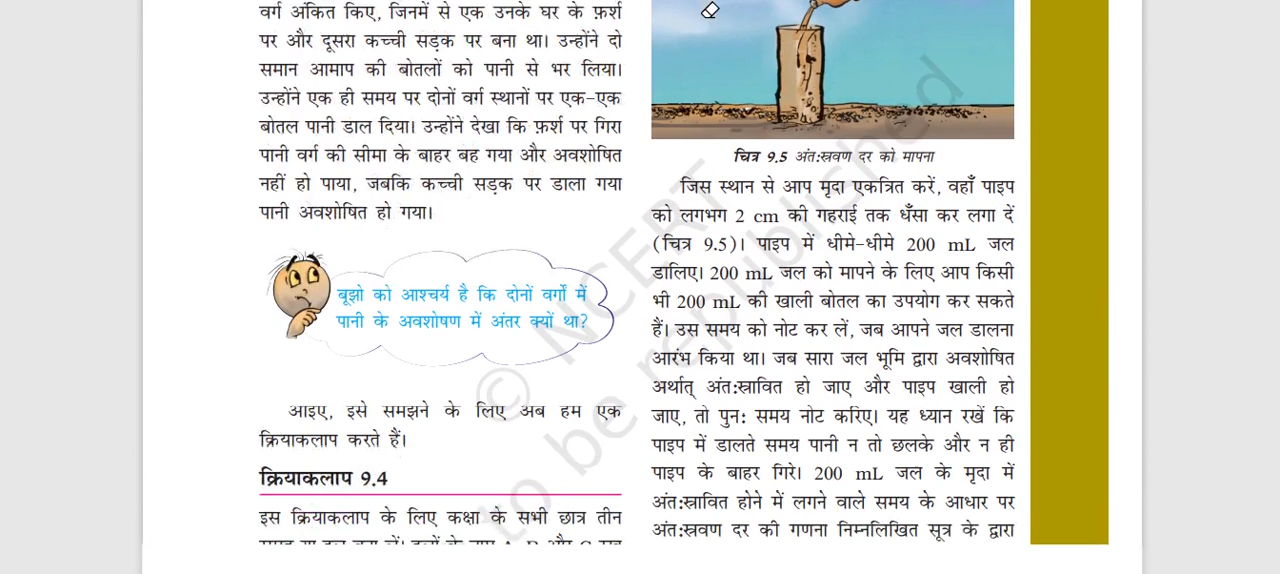 वर्ग अंकित किए, जिनमें से एक उनके घर के फ़र्श
पर और दूसरा कच्ची सड़क पर बना था। उन्होंने दो
समान आमाप की बोतलों को पानी से भर लिया।
उन्होंने एक ही समय पर दोनों वर्ग स्थानों पर एक-एक
बोतल पानी डाल दिया। उन्होंने देखा कि फ़र्श पर गिरा
पानी वर्ग की सीमा के बाहर बह गया और अवशोषित
नहीं हो पाया, जबकि कच्ची सड़क पर डाला गया
पानी अवशोषित हो गया।
बूझो को आश्चर्य है कि दोनों वर्गों में
पानी के अवशोषण में अंतर क्यों था?
आइए, इसे समझने के लिए अब हम एक
क्रियाकलाप करते हैं।
क्रियाकलाप 9.4
इस क्रियाकलाप के लिए कक्षा के सभी छात्र तीन
चित्र 9.5 अंत:स्रवण दर को मापना
जिस स्थान से आप मृदा एकत्रित करें, वहाँ पाइप
को लगभग 2 cm की गहराई तक धँसा कर लगा दें
(चित्र 9.5)। पाइप में धीमे-धीमे 200 mL जल
डालिए। 200 mL जल को मापने के लिए आप किसी
भी 200 mL की खाली बोतल का उपयोग कर सकते
हैं। उस समय को नोट कर लें, जब आपने जल डालना
आरंभ किया था। जब सारा जल भूमि द्वारा अवशोषित
अर्थात् अंत:स्रावित हो जाए और पाइप खाली हो
जाए, तो पुन: समय नोट करिए। यह ध्यान रखें कि
पाइप में डालते समय पानी न तो छलके और न ही
पाइप के बाहर गिरे। 200 mL जल के मृदा में
अंत:स्रावित होने में लगने वाले समय के आधार पर
अंत:स्रवण दर की गणना निम्नलिखित सूत्र के द्वारा
© NCERT
to be republished